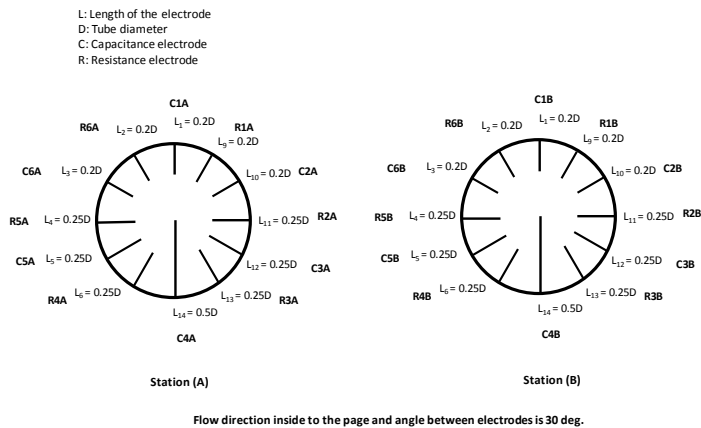 L: Length of the electrode
D: Tube diameter
C: Capacitance electrode
R: Resistance electrode
C1A
R6A L₂ = 0.2D L₁ = 0.2D R1A
L₉ = 0.2D
C6A L₃ = 0.2D L₁₀ = 0.2D C2A
R5A L₄ = 0.25D L₁₁ = 0.25D R2A
C5A L₅ = 0.25D L₁₂ = 0.25D C3A
R4A L₆ = 0.25D L₁₃ = 0.25D R3A
L₁₄ = 0.5D
C4A
Station (A)
C1B
R6B L₂ = 0.2D L₁ = 0.2D R1B
L₉ = 0.2D
C6B L₃ = 0.2D L₁₀ = 0.2D C2B
R5B L₄ = 0.25D L₁₁ = 0.25D R2B
C5B L₅ = 0.25D L₁₂ = 0.25D C3B
R4B L₆ = 0.25D L₁₃ = 0.25D R3B
L₁₄ = 0.5D
C4B
Station (B)
Flow direction inside to the page and angle between electrodes is 30 deg.